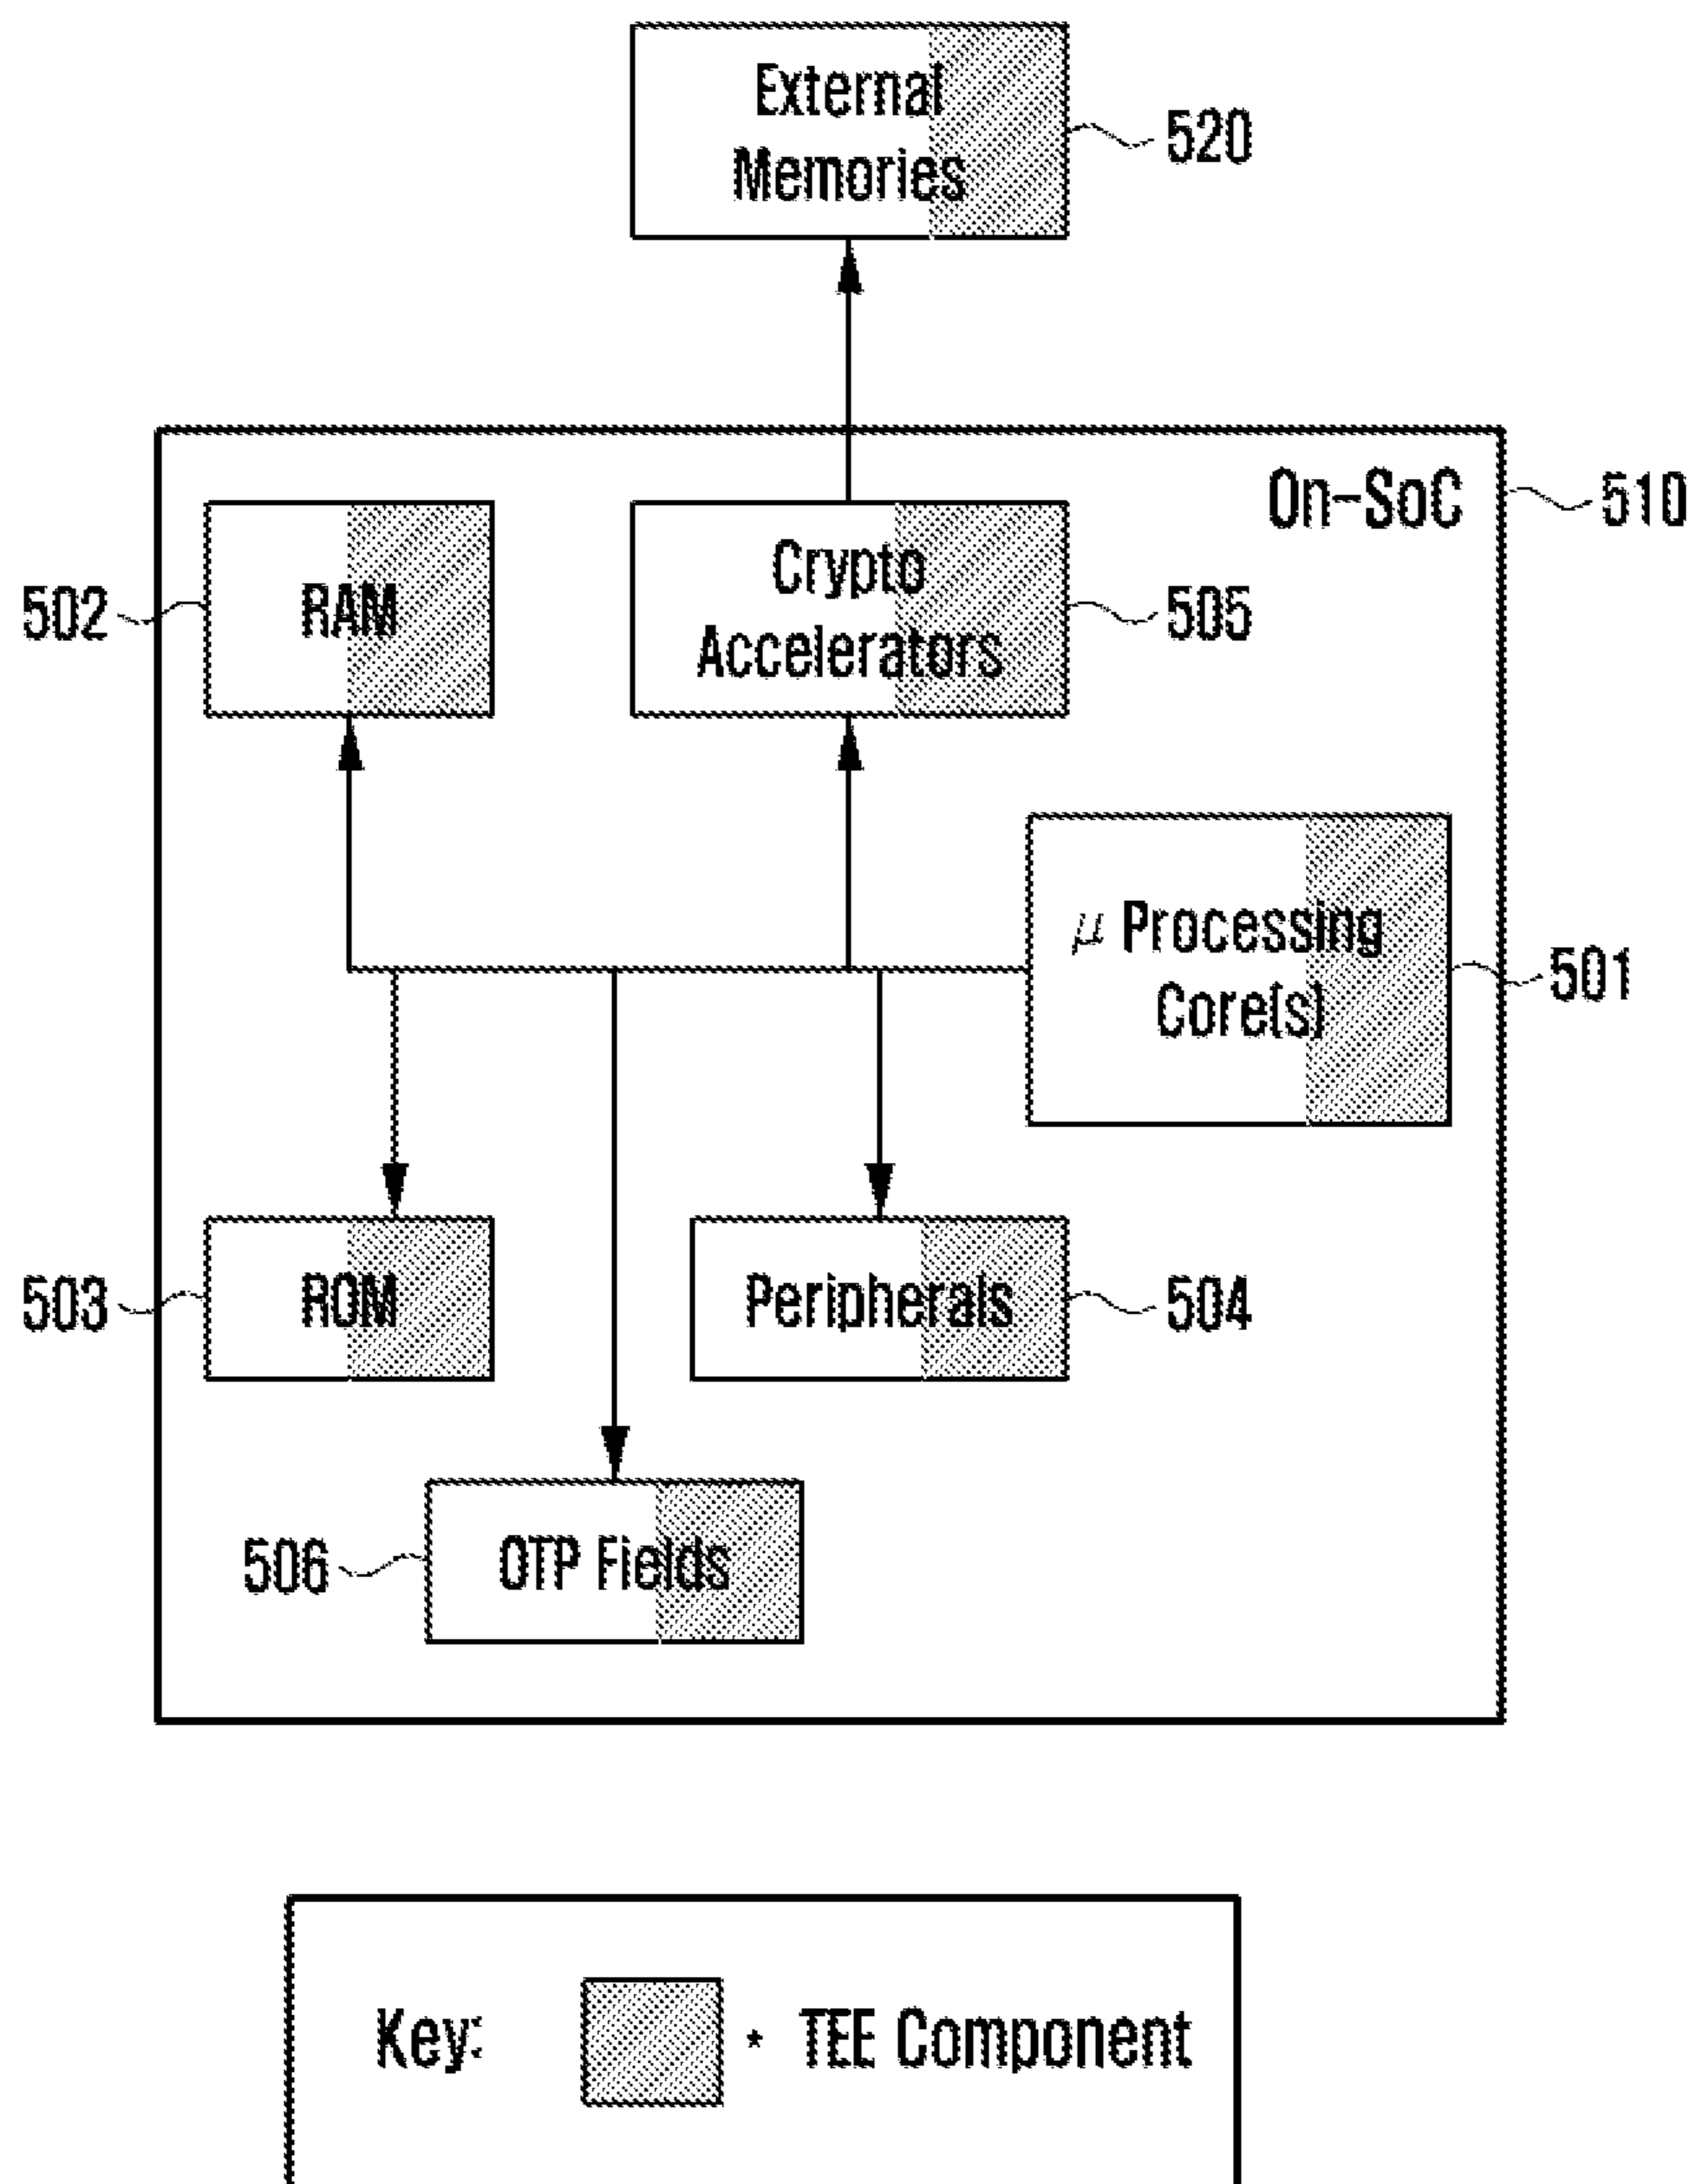 External
Memories
520
On-SoC
510
502
RAM
Crypto
Accelerators
505
μ Processing
Core(s)
501
503
ROM
Peripherals
504
506
OTP Fields
Key:
* TEE Component